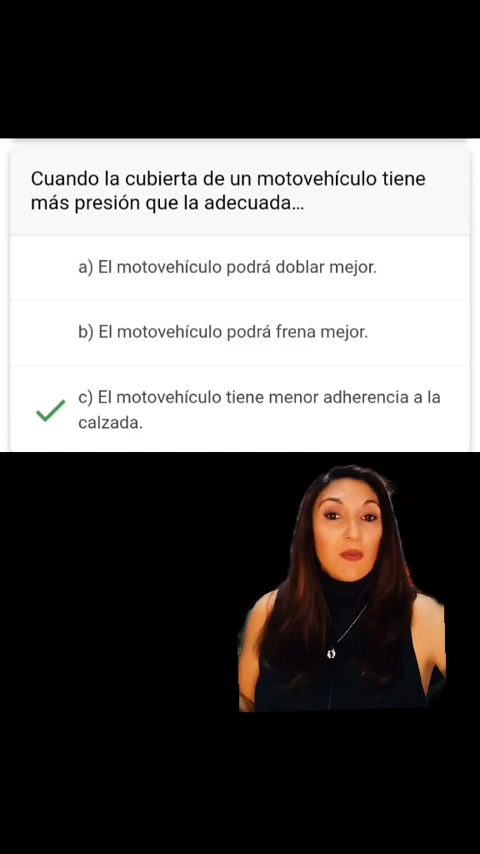 Cuando la cubierta de un motovehículo tiene
más presión que la adecuada...
a) El motovehículo podrá doblar mejor.
b) El motovehículo podrá frena mejor.
c) El motovehículo tiene menor adherencia a la
calzada.